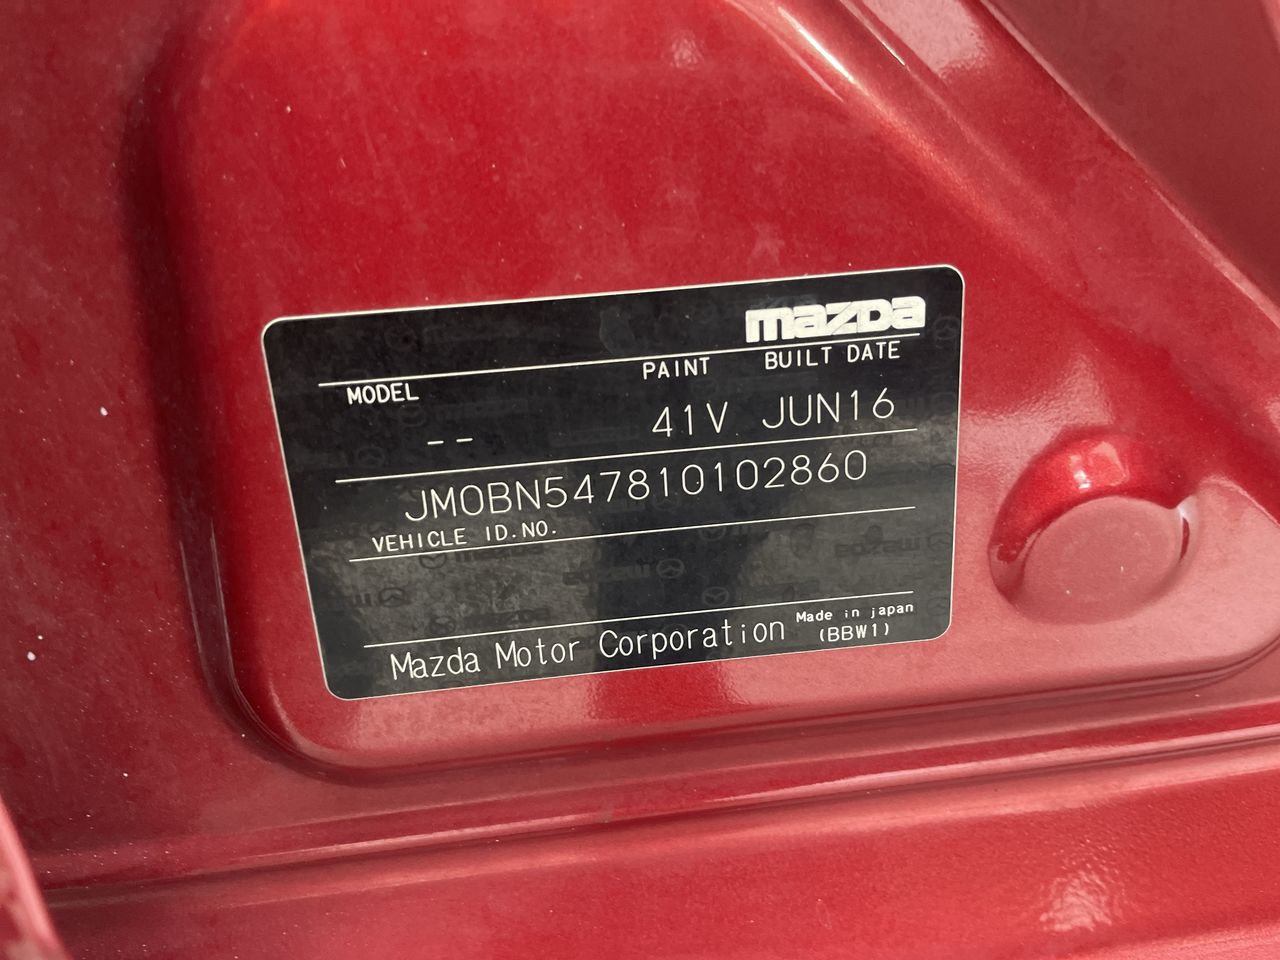 mazda
MODEL PAINT BUILT DATE
-- 41V JUN16
JM0BN547810102860
VEHICLE ID.NO.
Mazda Motor Corporation Made in japan
(BBW1)